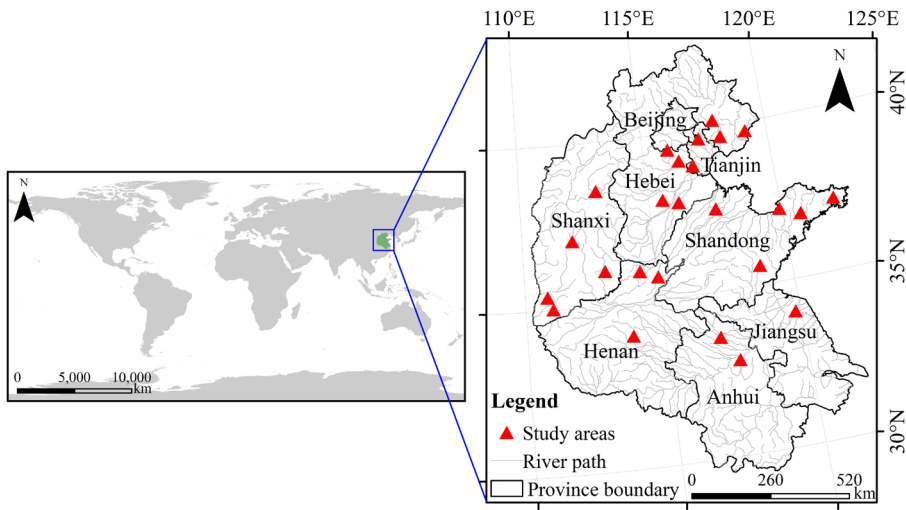 110°E 115°E 120°E 125°E
N
40°N
Beijing
Tianjin
Hebei
N
Shanxi
Shandong
35°N
Jiangsu
Henan
0 5,000 10,000
km
Anhui
Legend
Study areas
River path
Province boundary
30°N
0 260 520
km